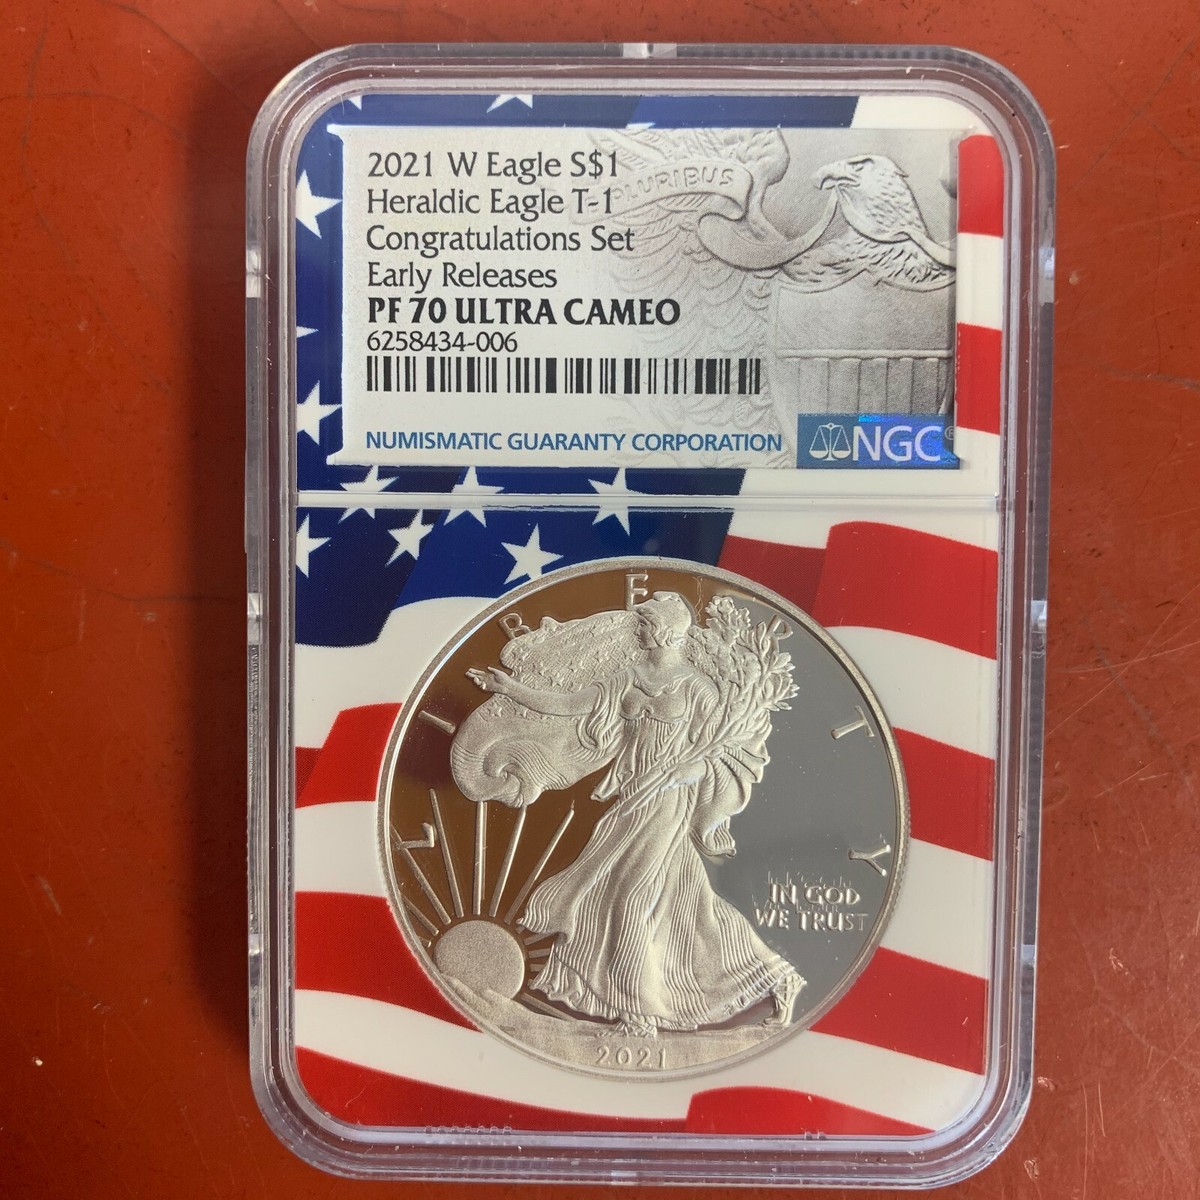 2021 W Eagle S$1
Heraldic Eagle T-1
Congratulations Set
Early Releases
PF 70 ULTRA CAMEO
6258434-006
PLURIBUS
NUMISMATIC GUARANTY CORPORATION
NGC®
LIBERTY
IN GOD
WE TRUST
2021